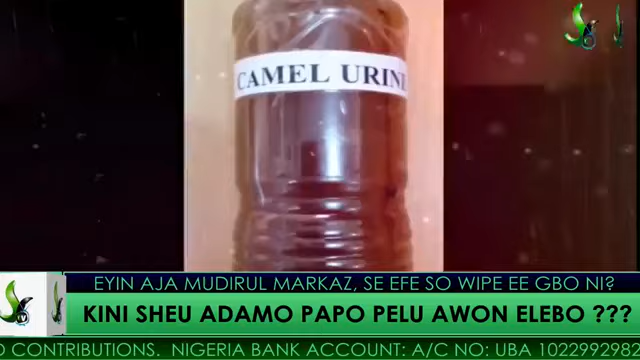 CAMEL URINE
EYIN AJA MUDIRUL MARKAZ, SE EFE SO WIPE EE GBO NI?
KINI SHEU ADAMO PAPO PELU AWON ELEBO ???
CONTRIBUTIONS. NIGERIA BANK ACCOUNT: A/C NO: UBA 1022992982